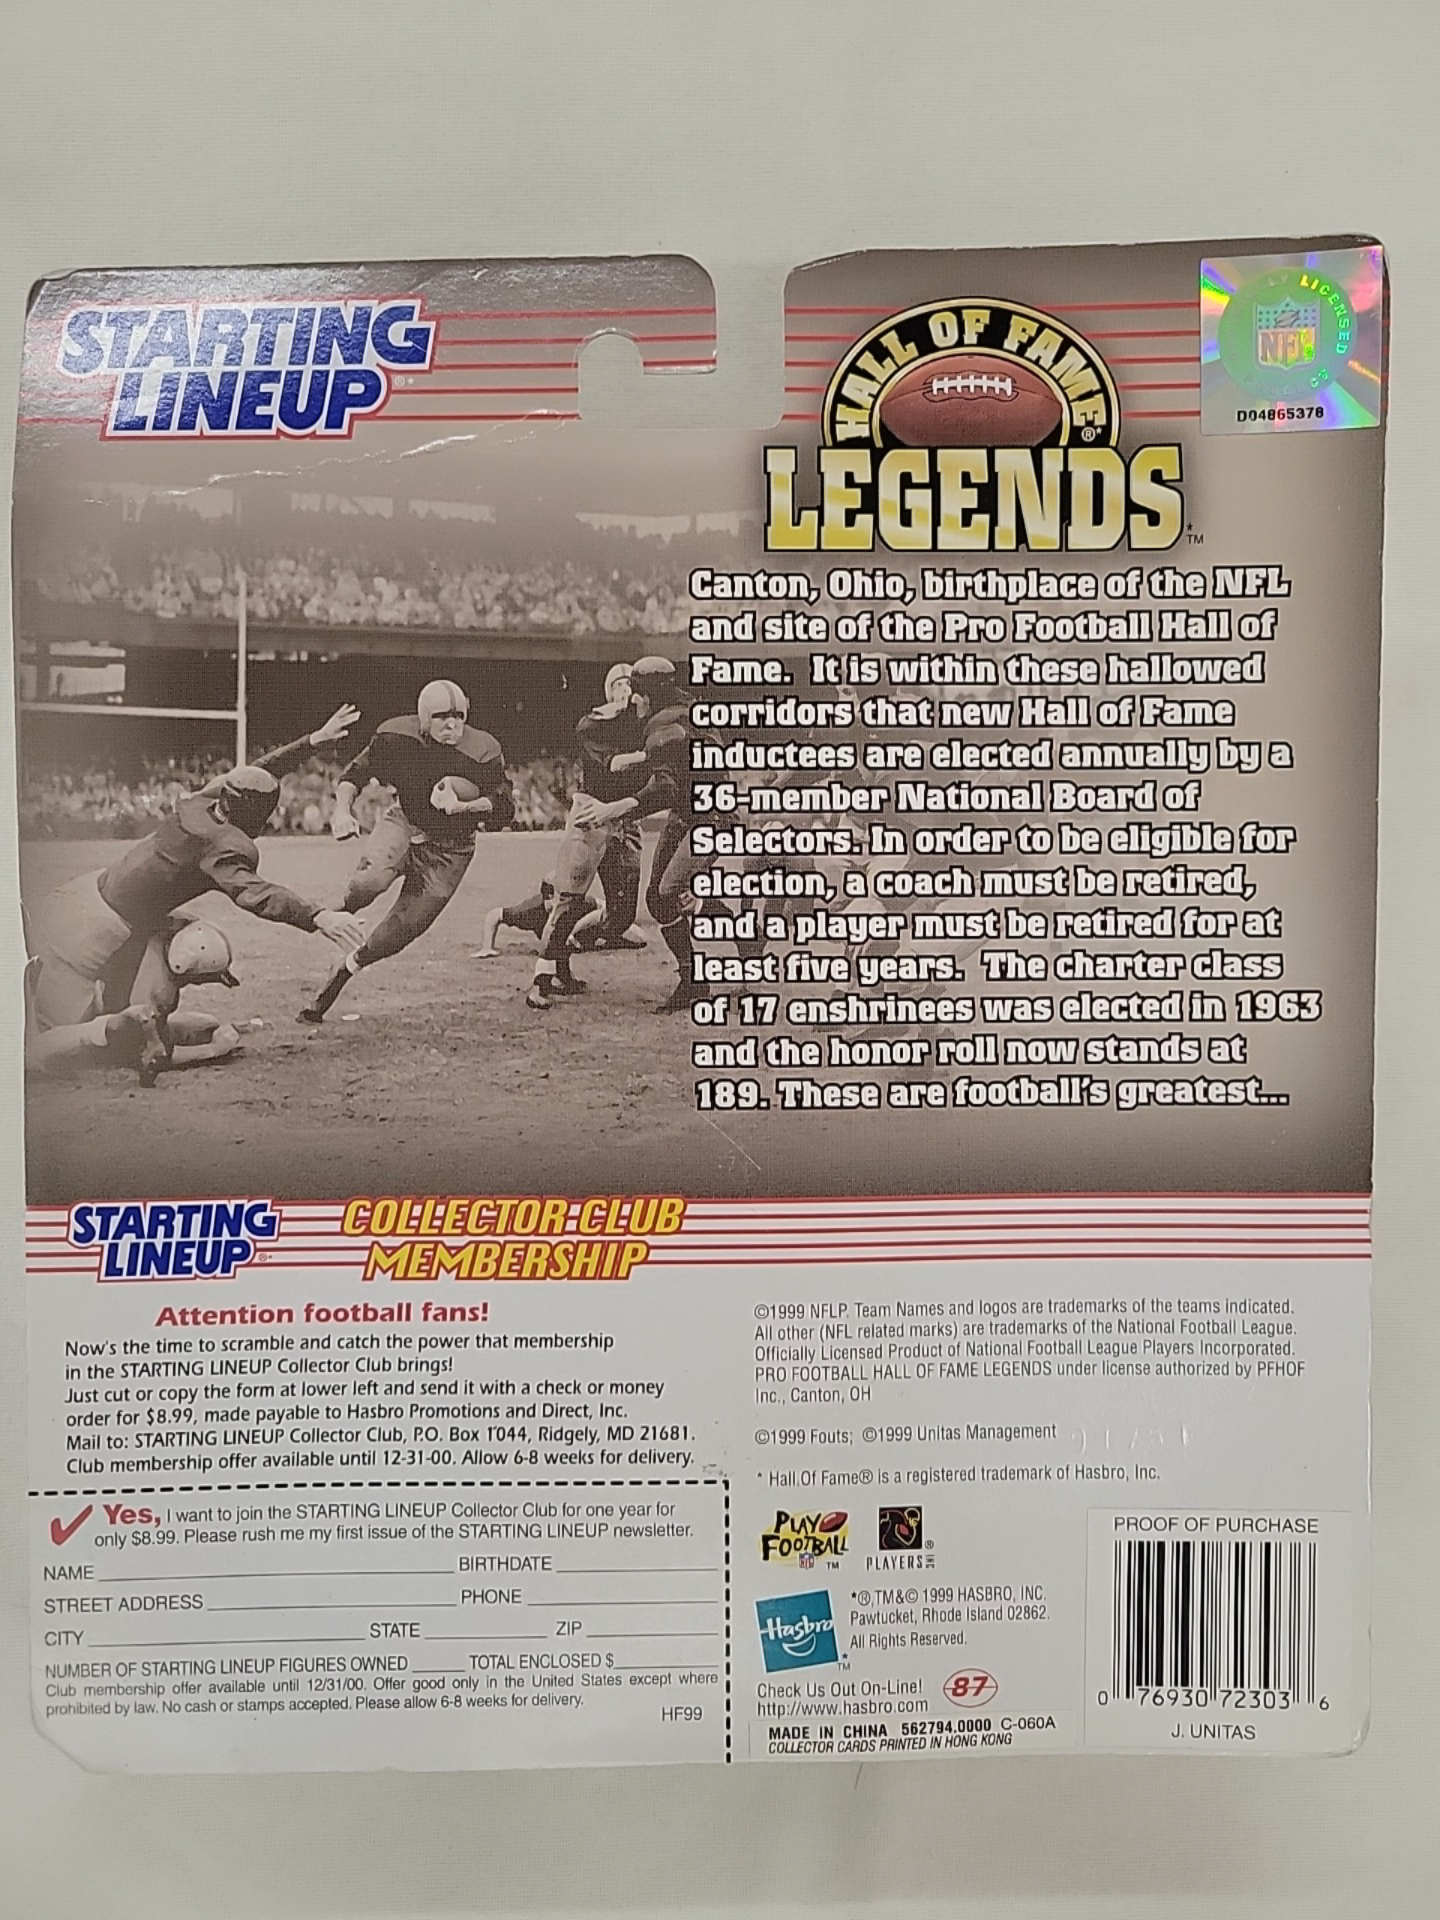 STARTING
LINEUP®*
HALL OF FAME®*
LEGENDS*™
LY LICENSED
NFL
D04865378
Canton, Ohio, birthplace of the NFL
and site of the Pro Football Hall of
Fame. It is within these hallowed
corridors that new Hall of Fame
inductees are elected annually by a
36-member National Board of
Selectors. In order to be eligible for
election, a coach must be retired,
and a player must be retired for at
least five years. The charter class
of 17 enshrinees was elected in 1963
and the honor roll now stands at
189. These are football's greatest...
STARTING
LINEUP®*
COLLECTOR CLUB
MEMBERSHIP
Attention football fans!
Now's the time to scramble and catch the power that membership
in the STARTING LINEUP Collector Club brings!
Just cut or copy the form at lower left and send it with a check or money
order for $8.99, made payable to Hasbro Promotions and Direct, Inc.
Mail to: STARTING LINEUP Collector Club, P.O. Box 1044, Ridgely, MD 21681.
Club membership offer available until 12-31-00. Allow 6-8 weeks for delivery.
Yes, I want to join the STARTING LINEUP Collector Club for one year for
only $8.99. Please rush me my first issue of the STARTING LINEUP newsletter.
NAME BIRTHDATE
STREET ADDRESS PHONE
CITY STATE ZIP
NUMBER OF STARTING LINEUP FIGURES OWNED TOTAL ENCLOSED $
Club membership offer available until 12/31/00. Offer good only in the United States except where
prohibited by law. No cash or stamps accepted. Please allow 6-8 weeks for delivery.
HF99
©1999 NFLP. Team Names and logos are trademarks of the teams indicated.
All other (NFL related marks) are trademarks of the National Football League.
Officially Licensed Product of National Football League Players Incorporated.
PRO FOOTBALL HALL OF FAME LEGENDS under license authorized by PFHOF
Inc., Canton, OH
©1999 Fouts; ©1999 Unitas Management
* Hall Of Fame® is a registered trademark of Hasbro, Inc.
PLAY
FOOTBALL
NFL ™
PLAYERS INC ®
Hasbro
*™
*®,TM&© 1999 HASBRO, INC.
Pawtucket, Rhode Island 02862.
All Rights Reserved.
Check Us Out On-Line!
http://www.hasbro.com
87
MADE IN CHINA 562794.0000 C-060A
COLLECTOR CARDS PRINTED IN HONG KONG
PROOF OF PURCHASE
0 76930 72303 6
J. UNITAS